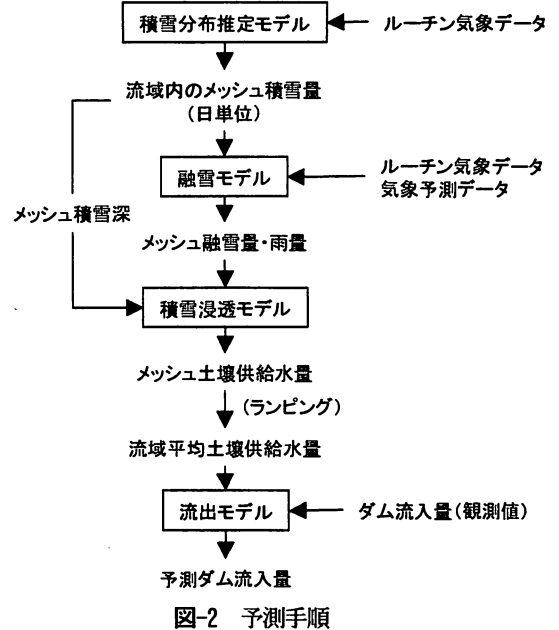 積雪分布推定モデル
ルーチン気象データ
流域内のメッシュ積雪量
(日単位)
融雪モデル
ルーチン気象データ
気象予測データ
メッシュ積雪深
メッシュ融雪量・雨量
積雪浸透モデル
メッシュ土壌供給水量
(ランピング)
流域平均土壌供給水量
流出モデル
ダム流入量(観測値)
予測ダム流入量
図-2 予測手順